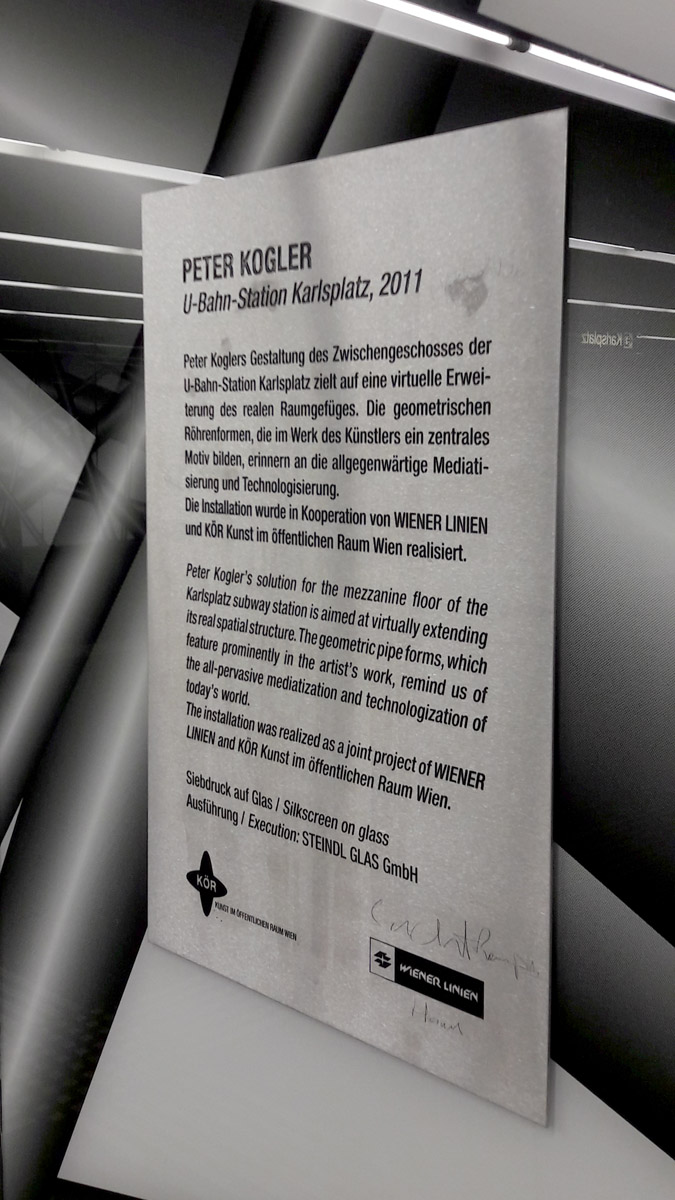 PETER KOGLER
U-Bahn-Station Karlsplatz, 2011
Peter Koglers Gestaltung des Zwischengeschosses der
U-Bahn-Station Karlsplatz zielt auf eine virtuelle Erwei-
terung des realen Raumgefüges. Die geometrischen
Röhrenformen, die im Werk des Künstlers ein zentrales
Motiv bilden, erinnern an die allgegenwärtige Mediati-
sierung und Technologisierung.
Die Installation wurde in Kooperation von WIENER LINIEN
und KÖR Kunst im öffentlichen Raum Wien realisiert.
Peter Kogler's solution for the mezzanine floor of the
Karlsplatz subway station is aimed at virtually extending
its real spatial structure. The geometric pipe forms, which
feature prominently in the artist's work, remind us of
the all-pervasive mediatization and technologization of
today's world.
The installation was realized as a joint project of WIENER
LINIEN and KÖR Kunst im öffentlichen Raum Wien.
Siebdruck auf Glas / Silkscreen on glass
Ausführung / Execution: STEINDL GLAS GmbH
KÖR
KUNST IM ÖFFENTLICHEN RAUM WIEN
WIENER LINIEN
Karlsplatz